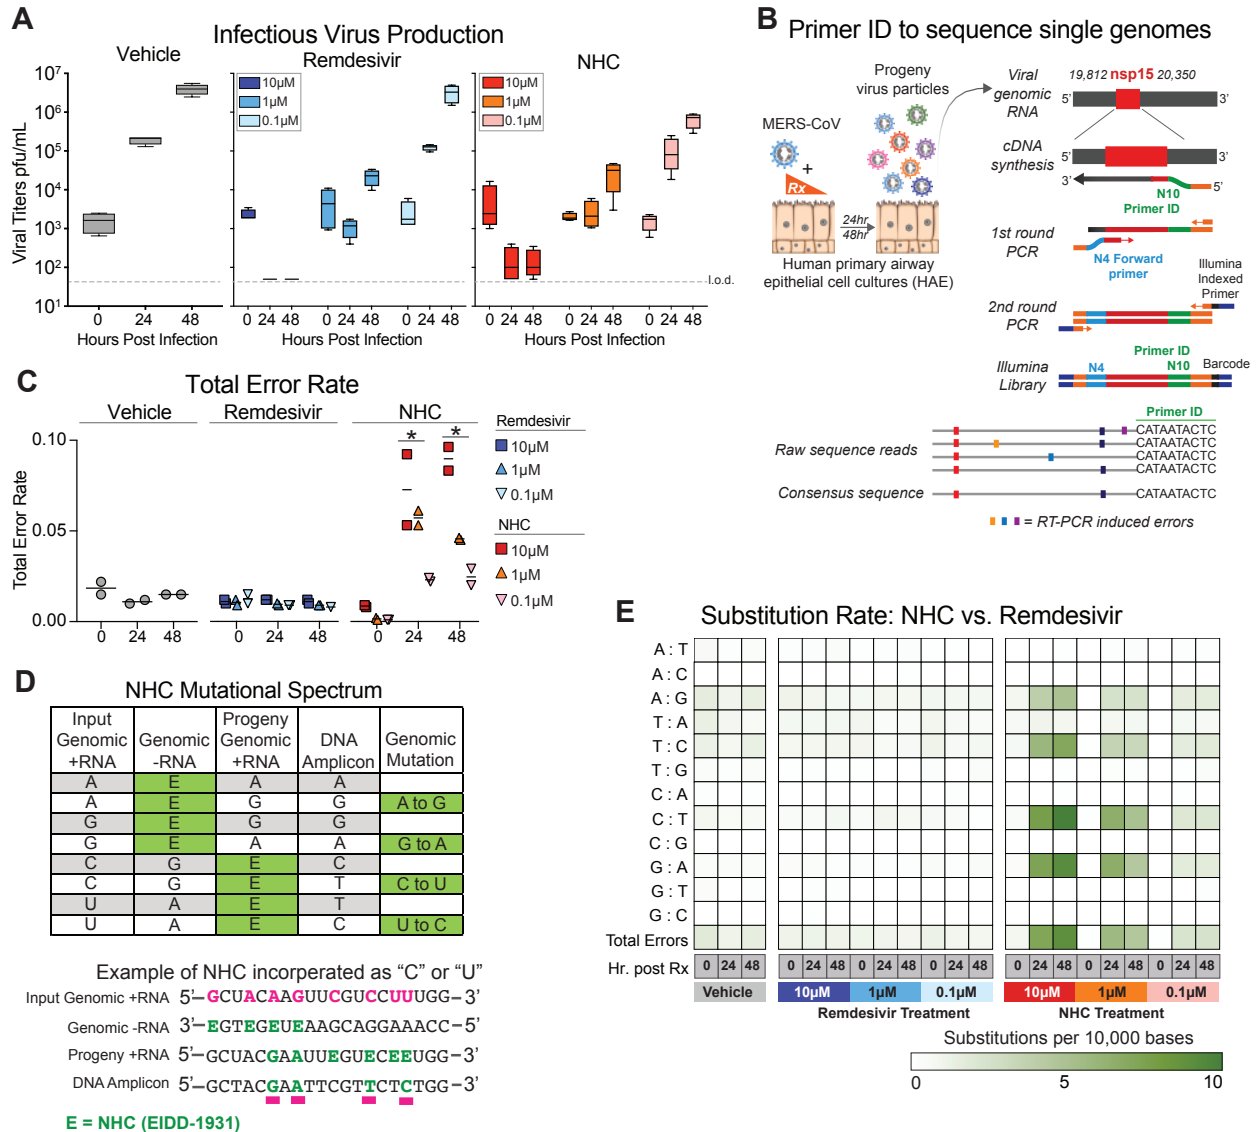 A
Infectious Virus Production
Vehicle
Remdesivir
NHC
Viral Titers pfu/mL
10⁷
10⁶
10⁵
10⁴
10³
10²
10¹
10µM
1µM
0.1µM
10µM
1µM
0.1µM
l.o.d.
0 24 48
0 24 48 0 24 48 0 24 48
0 24 48 0 24 48 0 24 48
Hours Post Infection
Hours Post Infection
Hours Post Infection
B
Primer ID to sequence single genomes
Progeny
virus particles
MERS-CoV
+
Rx
24hr
48hr
Human primary airway
epithelial cell cultures (HAE)
Viral
genomic
RNA
19,812 nsp15 20,350
5' 3'
cDNA
synthesis
5' 3'
3' 5'
N10
Primer ID
1st round
PCR
N4 Forward
primer
Illumina
Indexed
Primer
2nd round
PCR
Illumina
Library
N4
Primer ID
N10
Barcode
Primer ID
Raw sequence reads
CATAATACTC
CATAATACTC
CATAATACTC
CATAATACTC
Consensus sequence
CATAATACTC
= RT-PCR induced errors
C
Total Error Rate
Vehicle
Remdesivir
NHC
Total Error Rate
0.10
0.05
0.00
* *
0 24 48
0 24 48
0 24 48
Remdesivir
10µM
1µM
0.1µM
NHC
10µM
1µM
0.1µM
D
NHC Mutational Spectrum
Input Genomic +RNA Genomic -RNA Progeny Genomic +RNA DNA Amplicon Genomic Mutation
A E A A
A E G G A to G
G E G G
G E A A G to A
C G E C
C G E T C to U
U A E T
U A E C U to C
Example of NHC incorperated as “C” or “U”
Input Genomic +RNA 5'–GCUACAAGUUCGUCCUUUGG–3'
Genomic -RNA 3'–EGTEGEUEAAGCAGGAAACC–5'
Progeny +RNA 5'–GCUACGAAUUEGUECEEUGG–3'
DNA Amplicon 5'–GCTACGAATTCGTTCTCTGG–3'
E = NHC (EIDD-1931)
E
Substitution Rate: NHC vs. Remdesivir
A : T
A : C
A : G
T : A
T : C
T : G
C : A
C : T
C : G
G : A
G : T
G : C
Total Errors
Hr. post Rx 0 24 48 0 24 48 0 24 48 0 24 48 0 24 48 0 24 48 0 24 48
Vehicle 10µM 1µM 0.1µM 10µM 1µM 0.1µM
Remdesivir Treatment
NHC Treatment
Substitutions per 10,000 bases
0 5 10